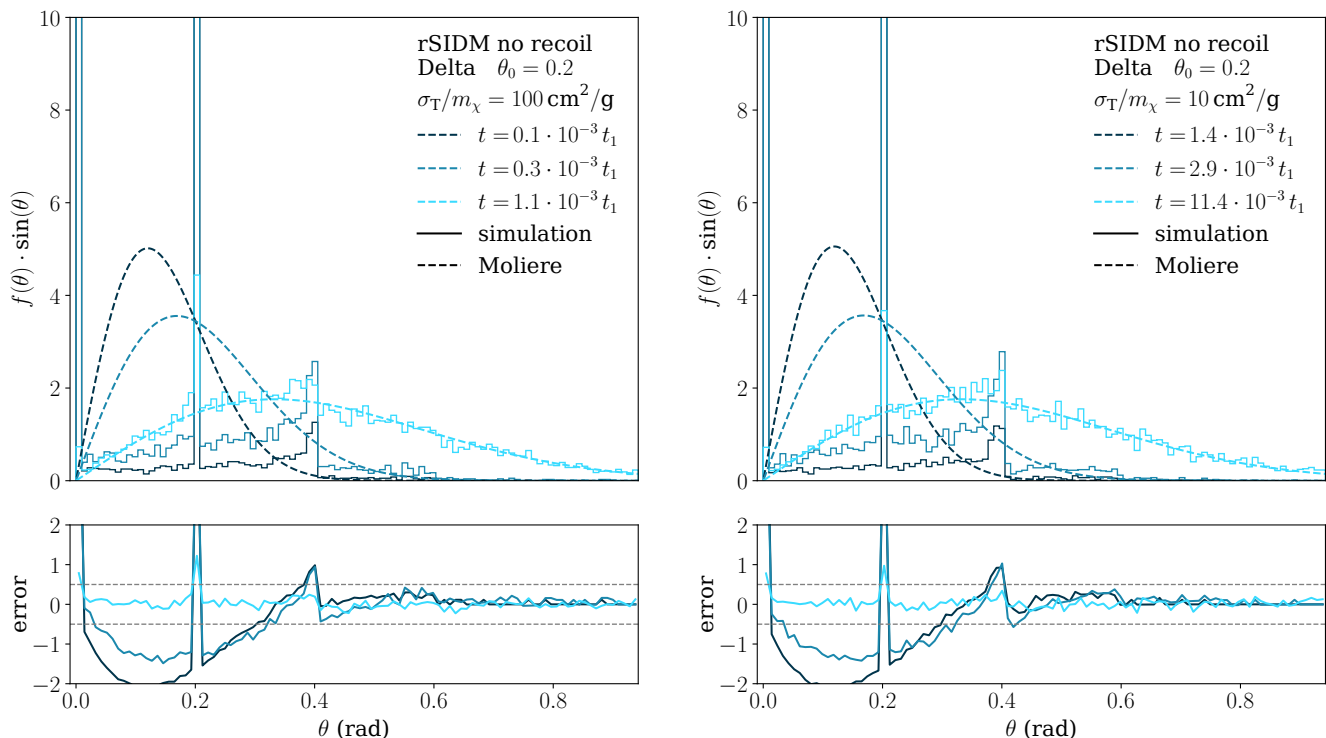 rSIDM no recoil
Delta θ₀ = 0.2
σ_T/m_χ = 100 cm²/g
t = 0.1 · 10⁻³ t₁
t = 0.3 · 10⁻³ t₁
t = 1.1 · 10⁻³ t₁
simulation
Moliere
f(θ) · sin(θ)
10
8
6
4
2
0
error
2
1
0
−1
−2
0.0 0.2 0.4 0.6 0.8
θ (rad)
rSIDM no recoil
Delta θ₀ = 0.2
σ_T/m_χ = 10 cm²/g
t = 1.4 · 10⁻³ t₁
t = 2.9 · 10⁻³ t₁
t = 11.4 · 10⁻³ t₁
simulation
Moliere
f(θ) · sin(θ)
10
8
6
4
2
0
error
2
1
0
−1
−2
0.0 0.2 0.4 0.6 0.8
θ (rad)